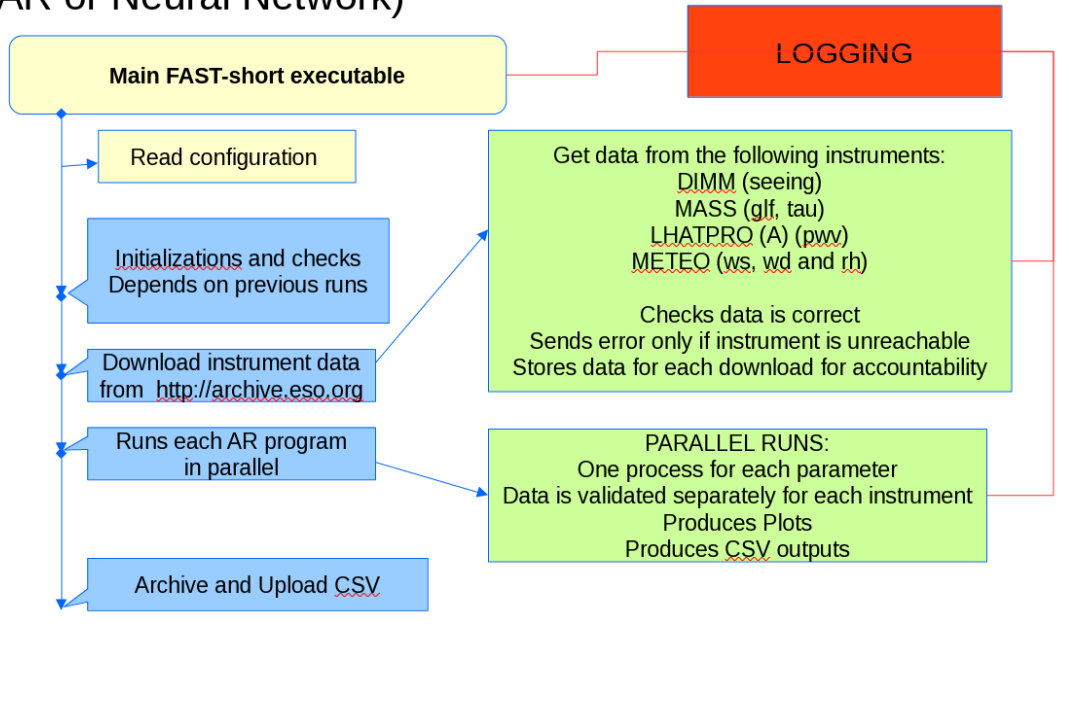 AR or Neural Network)
Main FAST-short executable
LOGGING
Read configuration
Initializations and checks
Depends on previous runs
Download instrument data
from http://archive.eso.org
Runs each AR program
in parallel
Archive and Upload CSV
Get data from the following instruments:
DIMM (seeing)
MASS (glf, tau)
LHATPRO (A) (pwv)
METEO (ws, wd and rh)
Checks data is correct
Sends error only if instrument is unreachable
Stores data for each download for accountability
PARALLEL RUNS:
One process for each parameter
Data is validated separately for each instrument
Produces Plots
Produces CSV outputs